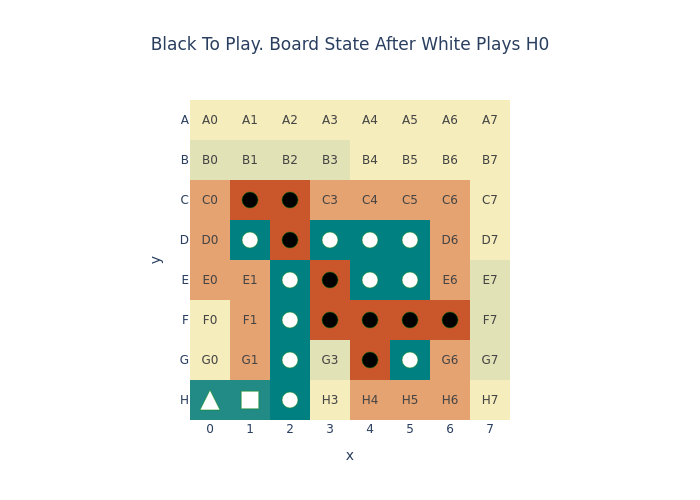 Black To Play. Board State After White Plays H0
A A0 A1 A2 A3 A4 A5 A6 A7
B B0 B1 B2 B3 B4 B5 B6 B7
C C0 C3 C4 C5 C6 C7
D D0 D6 D7
y
E E0 E1 E6 E7
F F0 F1 F7
G G0 G1 G3 G6 G7
H H3 H4 H5 H6 H7
0 1 2 3 4 5 6 7
x